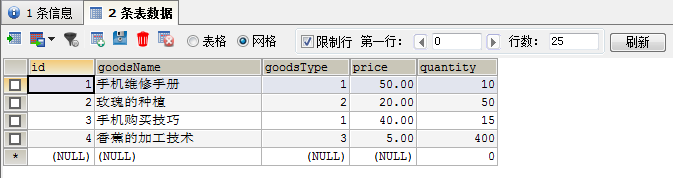 1 条信息 2 条表数据
表格 网格 限制行 第一行: 0 行数: 25 刷新
id goodsName goodsType price quantity
1 手机维修手册 1 50.00 10
2 玫瑰的种植 2 20.00 50
3 手机购买技巧 1 40.00 15
4 香蕉的加工技术 3 5.00 400
* (NULL) (NULL) (NULL) (NULL) 0